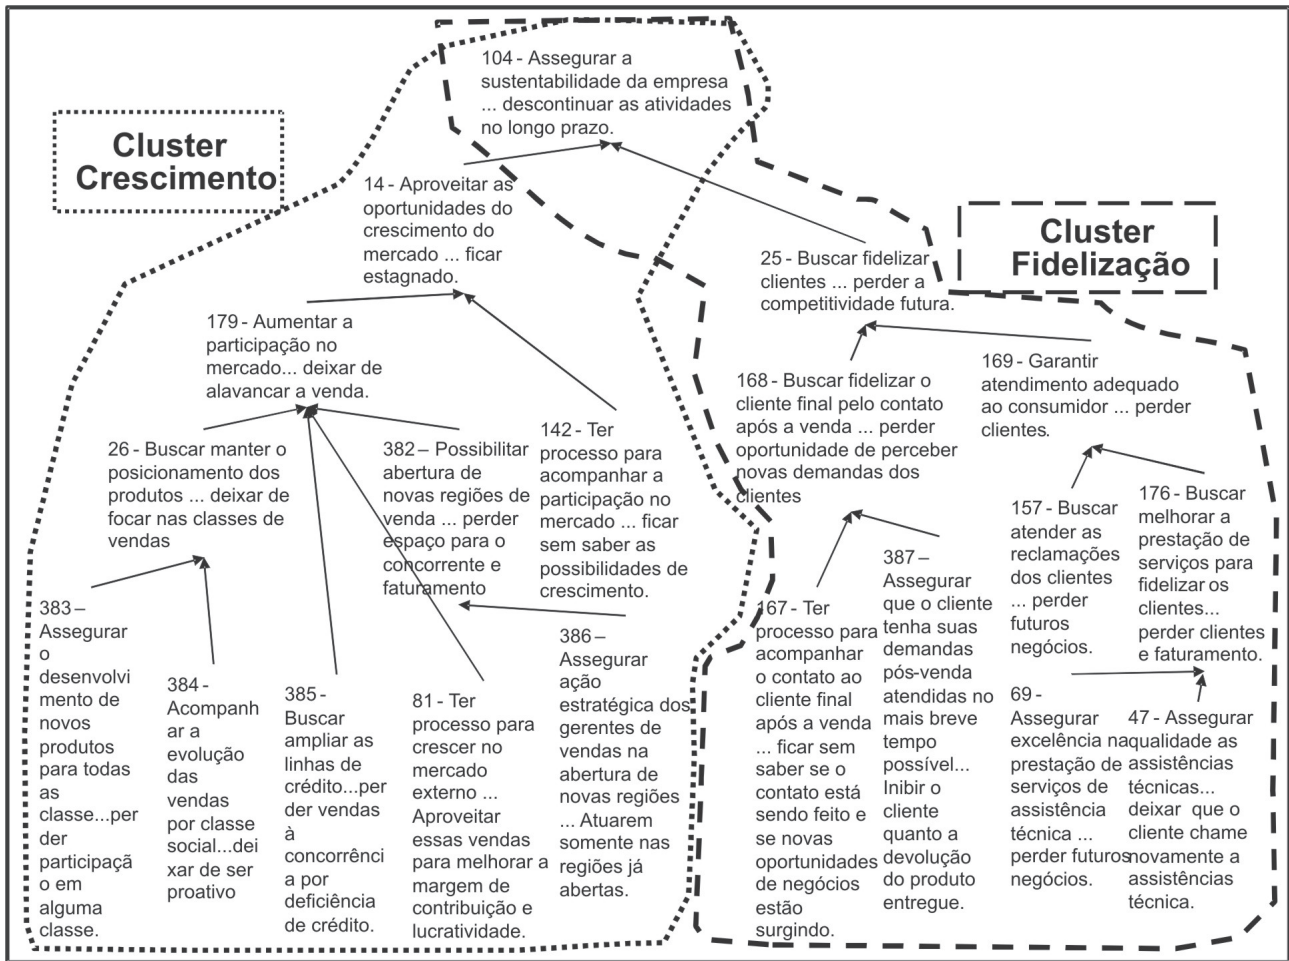 104 - Assegurar a
sustentabilidade da empresa
... descontinuar as atividades
no longo prazo.
Cluster
Crescimento
14 - Aproveitar as
oportunidades do
crescimento do
mercado ... ficar
estagnado.
Cluster
Fidelização
25 - Buscar fidelizar
clientes ... perder a
competitividade futura.
179 - Aumentar a
participação no
mercado... deixar de
alavancar a venda.
168 - Buscar fidelizar o
cliente final pelo contato
após a venda ... perder
oportunidade de perceber
novas demandas dos
clientes
169 - Garantir
atendimento adequado
ao consumidor ... perder
clientes.
26 - Buscar manter o
posicionamento dos
produtos ... deixar de
focar nas classes de
vendas
382 – Possibilitar
abertura de
novas regiões de
venda ... perder
espaço para o
concorrente e
faturamento
142 - Ter
processo para
acompanhar a
participação no
mercado ... ficar
sem saber as
possibilidades de
crescimento.
157 - Buscar
atender as
reclamações
dos clientes
... perder
futuros
negócios.
176 - Buscar
melhorar a
prestação de
serviços para
fidelizar os
clientes...
perder clientes
e faturamento.
383 –
Assegurar
o
desenvolvi
mento de
novos
produtos
para todas
as
classe...per
der
participaçã
o em
alguma
classe.
384 -
Acompanh
ar a
evolução
das
vendas
por classe
social...dei
xar de ser
proativo
385 -
Buscar
ampliar as
linhas de
crédito...per
der vendas
à
concorrênci
a por
deficiência
de crédito.
81 - Ter
processo para
crescer no
mercado
externo ...
Aproveitar
essas vendas
para melhorar a
margem de
contribuição e
lucratividade.
386 –
Assegurar
ação
estratégica dos
gerentes de
vendas na
abertura de
novas regiões
... Atuarem
somente nas
regiões já
abertas.
167 - Ter
processo para
acompanhar
o contato ao
cliente final
após a venda
... ficar sem
saber se o
contato está
sendo feito e
se novas
oportunidades
de negócios
estão
surgindo.
387 –
Assegurar
que o cliente
tenha suas
demandas
pós-venda
atendidas no
mais breve
tempo
possível...
Inibir o
cliente
quanto a
devolução
do produto
entregue.
69 -
Assegurar
excelência na
prestação de
serviços de
assistência
técnica ...
perder futuros
negócios.
47 - Assegurar
qualidade as
assistências
técnicas...
deixar que o
cliente chame
novamente a
assistências
técnica.